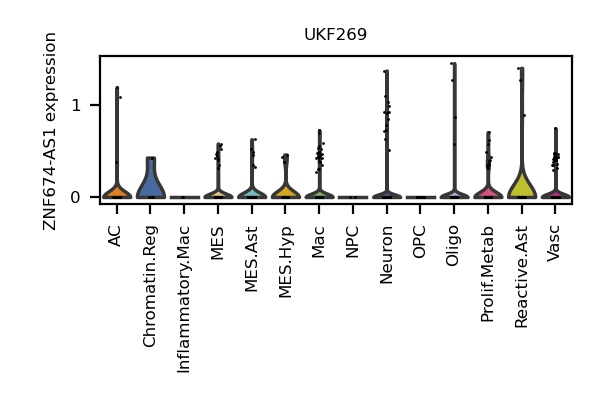 UKF269
ZNF674-AS1 expression
1
0
AC
Chromatin.Reg
Inflammatory.Mac
MES
MES.Ast
MES.Hyp
Mac
NPC
Neuron
OPC
Oligo
Prolif.Metab
Reactive.Ast
Vasc